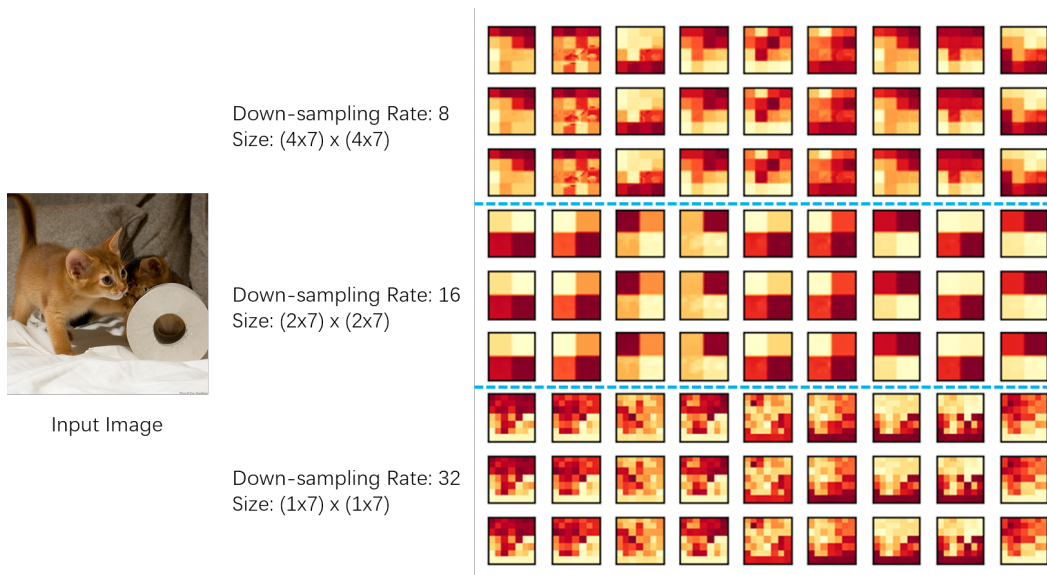 Down-sampling Rate: 8
Size: (4x7) x (4x7)
Down-sampling Rate: 16
Size: (2x7) x (2x7)
Input Image
Down-sampling Rate: 32
Size: (1x7) x (1x7)